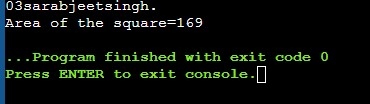 03sarabjeetsingh.
Area of the square=169
...Program finished with exit code 0
Press ENTER to exit console.